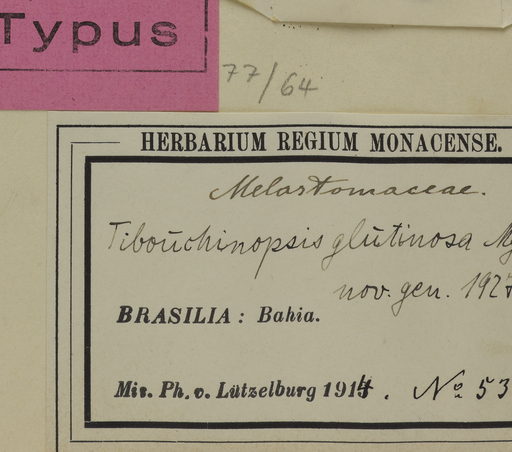 Typus
77/64
HERBARIUM REGIUM MONACENSE.
Melastomaceae.
Tibouchinopsis glutinosa
nov. gen. 1927
BRASILIA: Bahia.
Mis. Ph. v. Lützelburg 1914. No 53